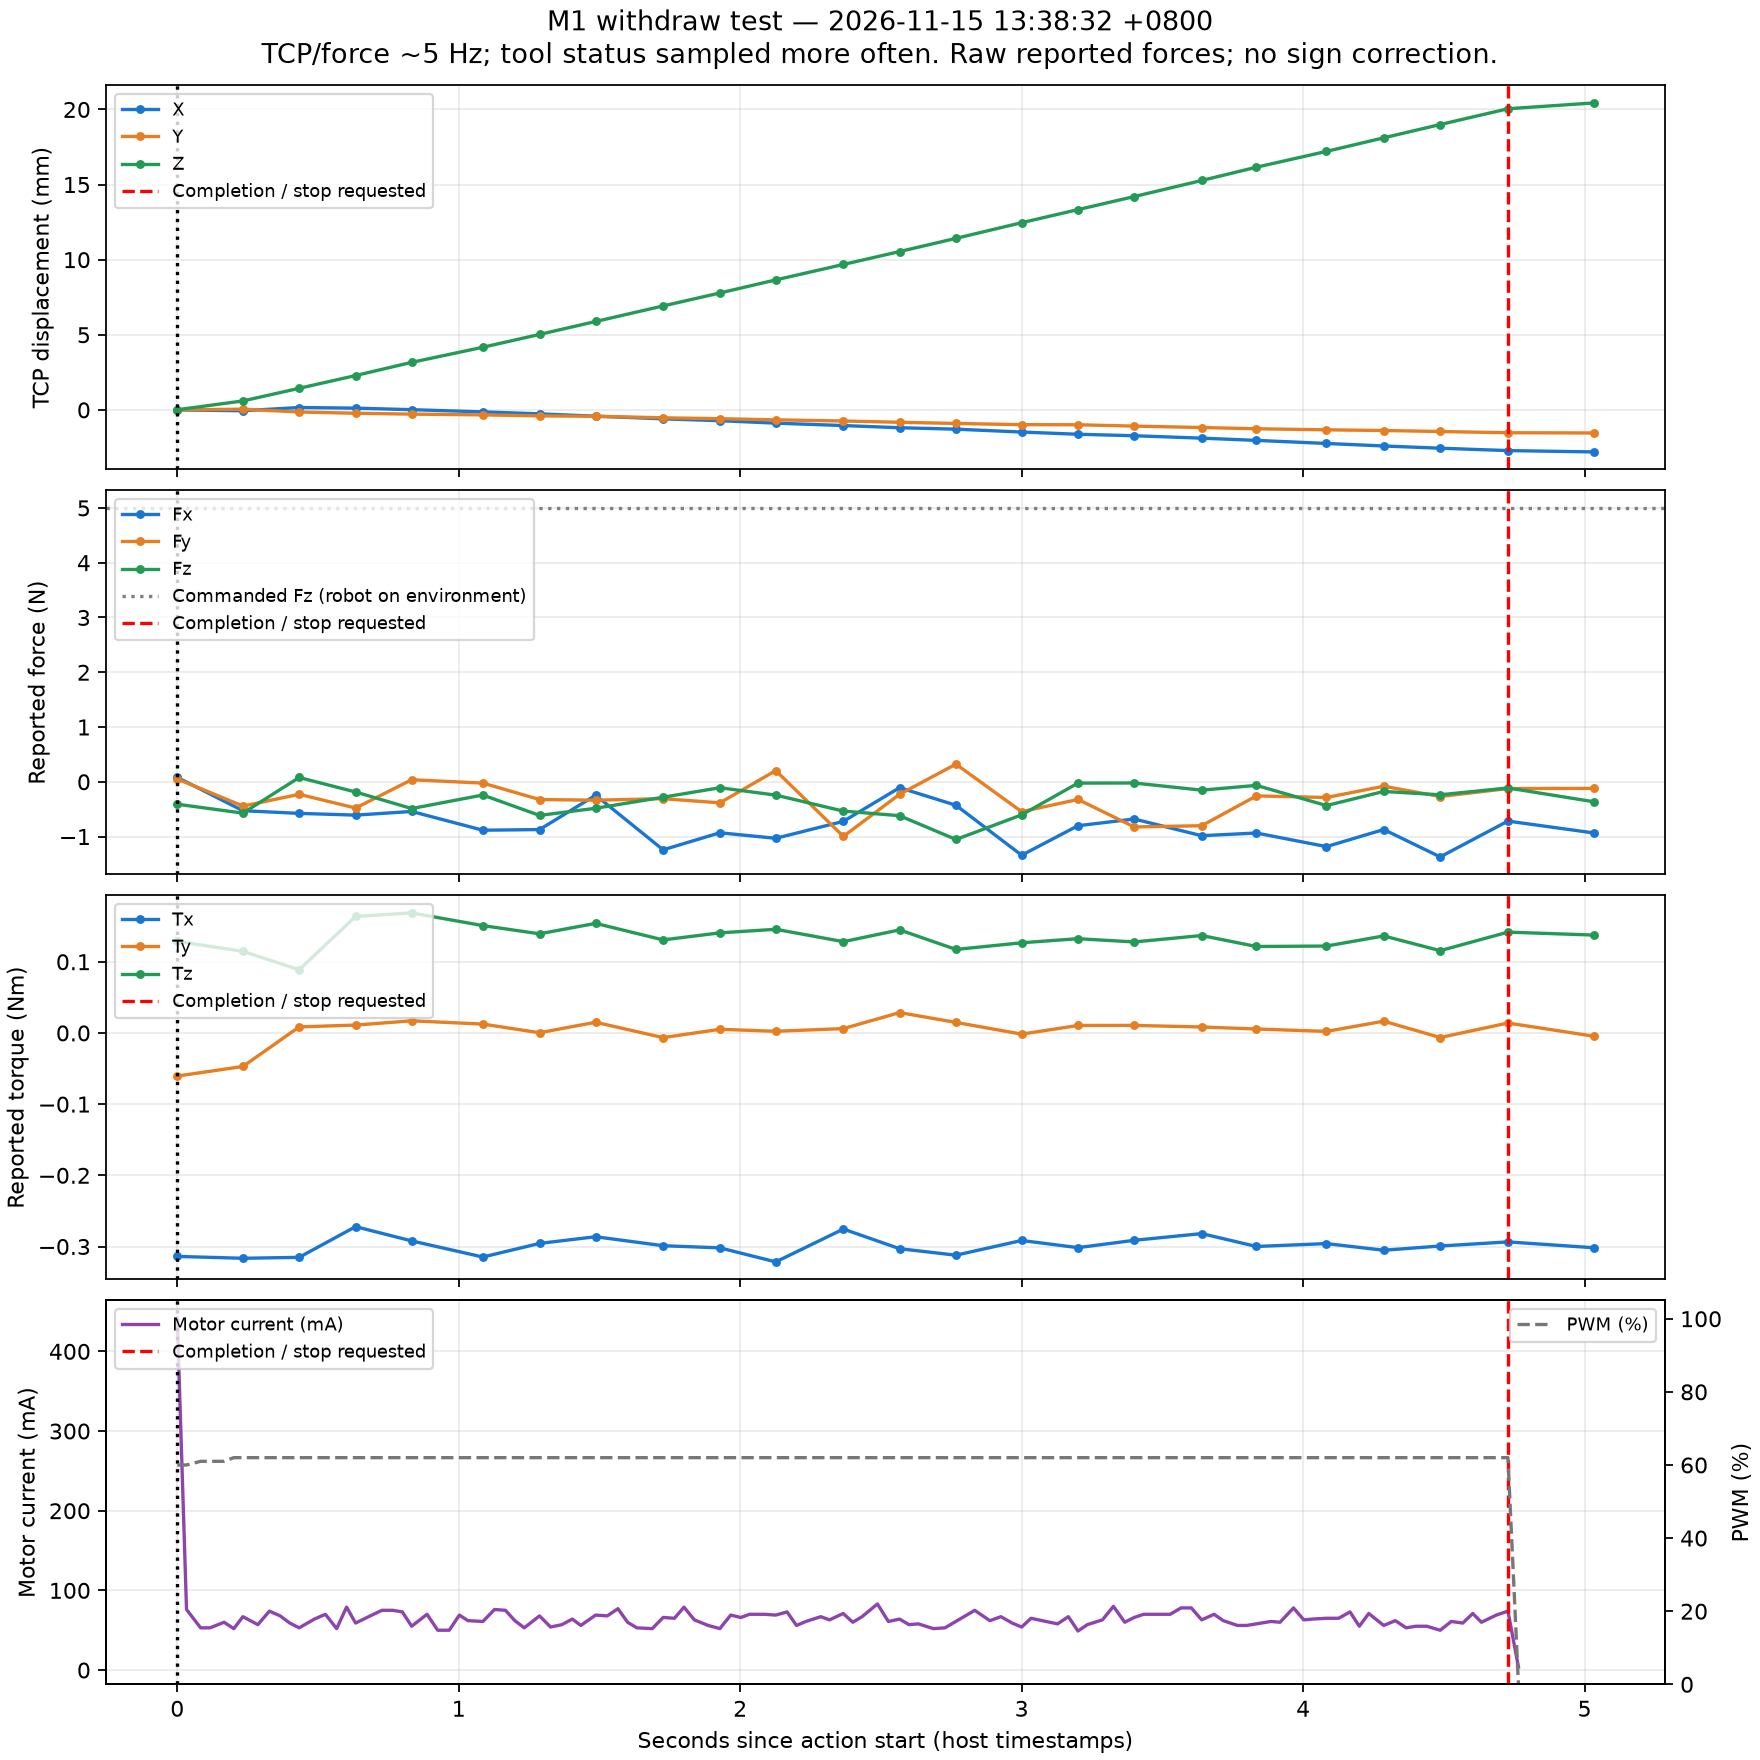 M1 withdraw test — 2026-11-15 13:38:32 +0800
TCP/force ~5 Hz; tool status sampled more often. Raw reported forces; no sign correction.
TCP displacement (mm)
20
15
10
5
0
X
Y
Z
Completion / stop requested
Reported force (N)
5
4
3
2
1
0
−1
Fx
Fy
Fz
Commanded Fz (robot on environment)
Completion / stop requested
Reported torque (Nm)
0.1
0.0
−0.1
−0.2
−0.3
Tx
Ty
Tz
Completion / stop requested
Motor current (mA)
400
300
200
100
0
Motor current (mA)
Completion / stop requested
PWM (%)
100
80
60
40
20
0
PWM (%)
0 1 2 3 4 5
Seconds since action start (host timestamps)